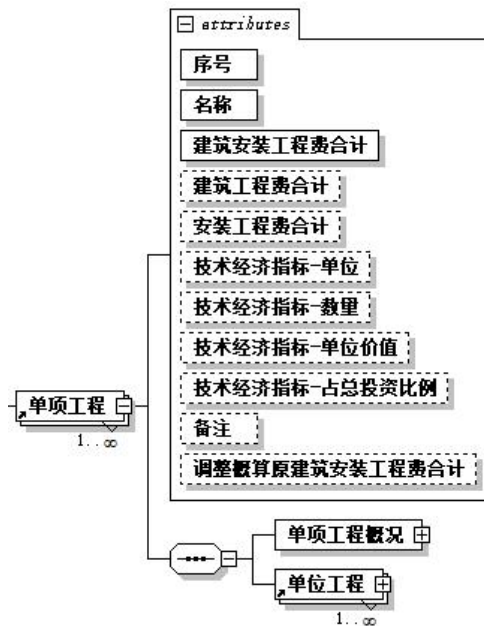 attributes
序号
名称
建筑安装工程费合计
建筑工程费合计
安装工程费合计
技术经济指标-单位
技术经济指标-数量
技术经济指标-单位价值
技术经济指标-占总投资比例
备注
调整概算原建筑安装工程费合计
单项工程
1..∞
单项工程概况
单位工程
1..∞